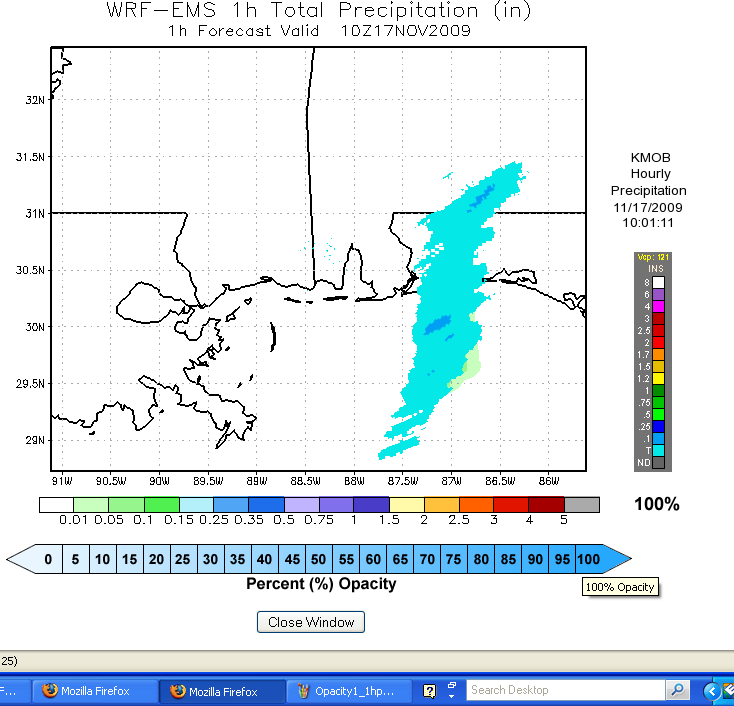 WRF-EMS 1h Total Precipitation (in)
1h Forecast Valid 10Z17NOV2009
32N
31.5N
31N
30.5N
30N
29.5N
29N
91W 90.5W 90W 89.5W 89W 88.5W 88W 87.5W 87W 86.5W 86W
KMOB
Hourly
Precipitation
11/17/2009
10:01:11
Vcp: 121
INS
8
6
4
3
2.5
2
1.7
1.5
1.2
1
.75
.5
.25
.1
T
ND
0.01 0.05 0.1 0.15 0.25 0.35 0.5 0.75 1 1.5 2 2.5 3 4 5
100%
0 5 10 15 20 25 30 35 40 45 50 55 60 65 70 75 80 85 90 95 100
Percent (%) Opacity
100% Opacity
Close Window
25)
F... Mozilla Firefox Mozilla Firefox Opacity1_1hp... ? Search Desktop